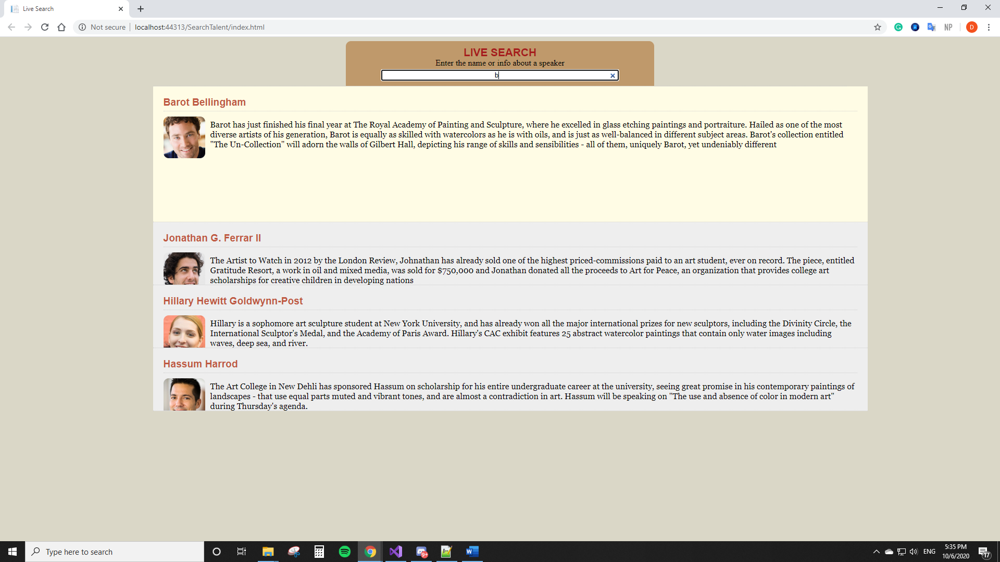 Live Search
Not secure
localhost:44313/SearchTalent/index.html
NP
D
LIVE SEARCH
Enter the name or info about a speaker
b
Barot Bellingham
Barot has just finished his final year at The Royal Academy of Painting and Sculpture, where he excelled in glass etching paintings and portraiture. Hailed as one of the most
diverse artists of his generation, Barot is equally as skilled with watercolors as he is with oils, and is just as well-balanced in different subject areas. Barot's collection entitled
"The Un-Collection" will adorn the walls of Gilbert Hall, depicting his range of skills and sensibilities - all of them, uniquely Barot, yet undeniably different
Jonathan G. Ferrar II
The Artist to Watch in 2012 by the London Review, Johnathan has already sold one of the highest priced-commissions paid to an art student, ever on record. The piece, entitled
Gratitude Resort, a work in oil and mixed media, was sold for $750,000 and Jonathan donated all the proceeds to Art for Peace, an organization that provides college art
scholarships for creative children in developing nations
Hillary Hewitt Goldwynn-Post
Hillary is a sophomore art sculpture student at New York University, and has already won all the major international prizes for new sculptors, including the Divinity Circle, the
International Sculptor's Medal, and the Academy of Paris Award. Hillary's CAC exhibit features 25 abstract watercolor paintings that contain only water images including
waves, deep sea, and river.
Hassum Harrod
The Art College in New Dehli has sponsored Hassum on scholarship for his entire undergraduate career at the university, seeing great promise in his contemporary paintings of
landscapes - that use equal parts muted and vibrant tones, and are almost a contradiction in art. Hassum will be speaking on "The use and absence of color in modern art"
during Thursday's agenda.
Type here to search
9+
W
ENG
5:35 PM
10/6/2020
17